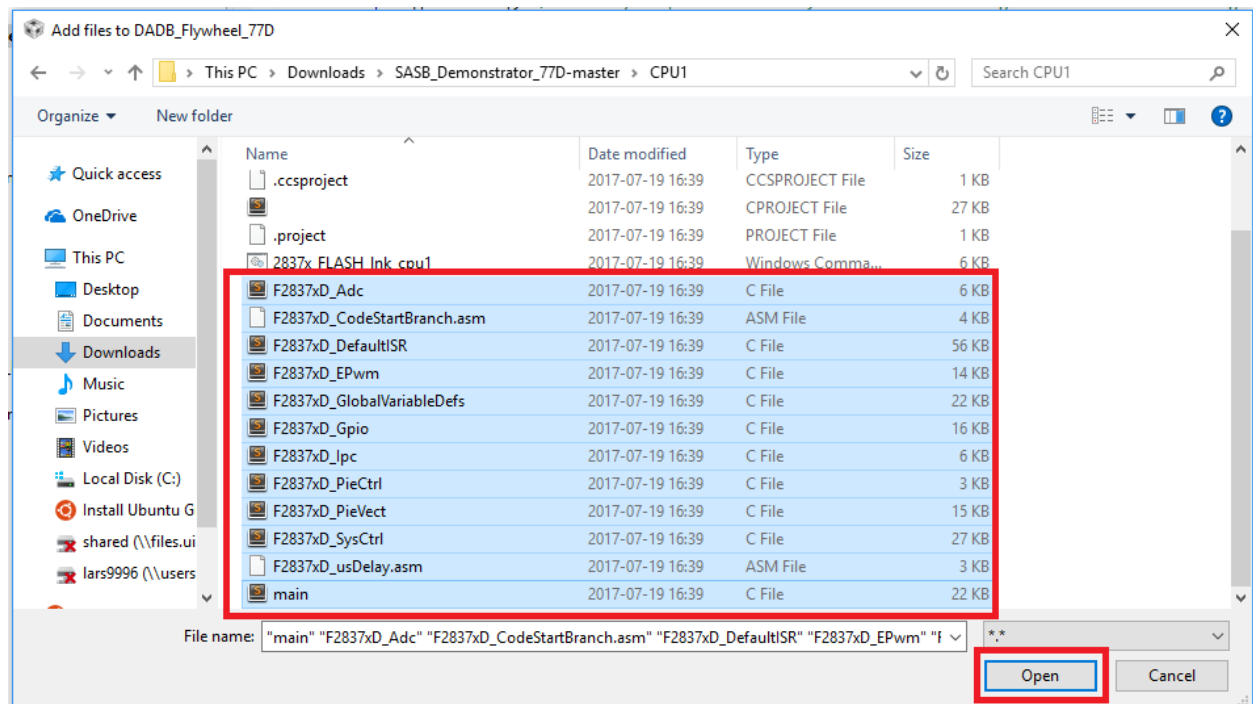 Add files to DADB_Flywheel_77D
This PC > Downloads > SASB_Demonstrator_77D-master > CPU1
Search CPU1
Organize
New folder
Quick access
OneDrive
This PC
Desktop
Documents
Downloads
Music
Pictures
Videos
Local Disk (C:)
Install Ubuntu G
shared (\\files.ui
lars9996 (\\users
Name Date modified Type Size
.ccsproject 2017-07-19 16:39 CCSPROJECT File 1 KB
2017-07-19 16:39 CPROJECT File 27 KB
.project 2017-07-19 16:39 PROJECT File 1 KB
2837x_FLASH_lnk_cpu1 2017-07-19 16:39 Windows Comma... 6 KB
F2837xD_Adc 2017-07-19 16:39 C File 6 KB
F2837xD_CodeStartBranch.asm 2017-07-19 16:39 ASM File 4 KB
F2837xD_DefaultISR 2017-07-19 16:39 C File 56 KB
F2837xD_EPwm 2017-07-19 16:39 C File 14 KB
F2837xD_GlobalVariableDefs 2017-07-19 16:39 C File 22 KB
F2837xD_Gpio 2017-07-19 16:39 C File 16 KB
F2837xD_Ipc 2017-07-19 16:39 C File 6 KB
F2837xD_PieCtrl 2017-07-19 16:39 C File 3 KB
F2837xD_PieVect 2017-07-19 16:39 C File 15 KB
F2837xD_SysCtrl 2017-07-19 16:39 C File 27 KB
F2837xD_usDelay.asm 2017-07-19 16:39 ASM File 3 KB
main 2017-07-19 16:39 C File 22 KB
File name: "main" "F2837xD_Adc" "F2837xD_CodeStartBranch.asm" "F2837xD_DefaultISR" "F2837xD_EPwm" "F
*.*
Open
Cancel